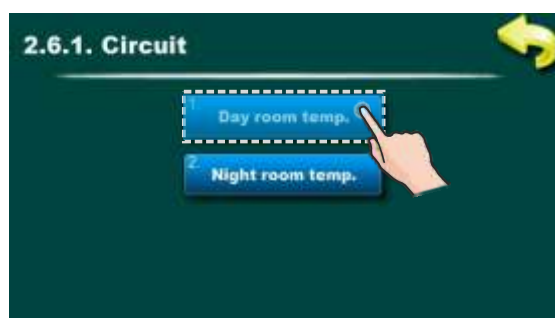 2.6.1. Circuit
1.
Day room temp.
2.
Night room temp.